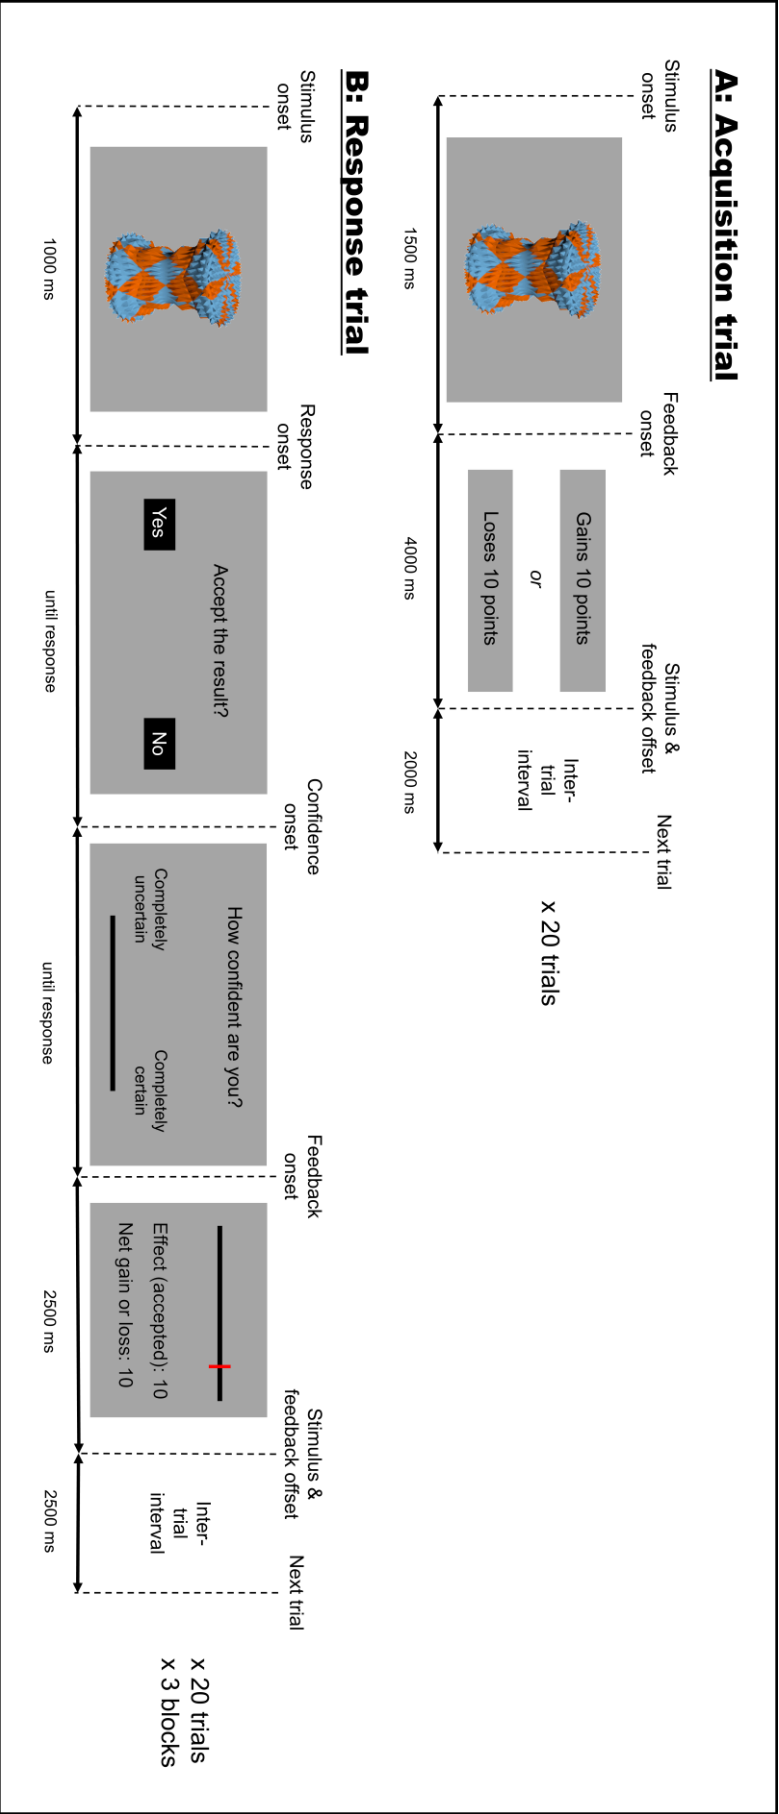 A: Acquisition trial
Stimulus
onset
Feedback
onset
Stimulus &
feedback offset
Next trial
Gains 10 points
or
Loses 10 points
Inter-
trial
interval
x 20 trials
1500 ms
4000 ms
2000 ms
B: Response trial
Stimulus
onset
Response
onset
Confidence
onset
Feedback
onset
Stimulus &
feedback offset
Next trial
Accept the result?
Yes
No
How confident are you?
Completely
uncertain
Completely
certain
Effect (accepted): 10
Net gain or loss: 10
Inter-
trial
interval
x 20 trials
x 3 blocks
1000 ms
until response
until response
2500 ms
2500 ms